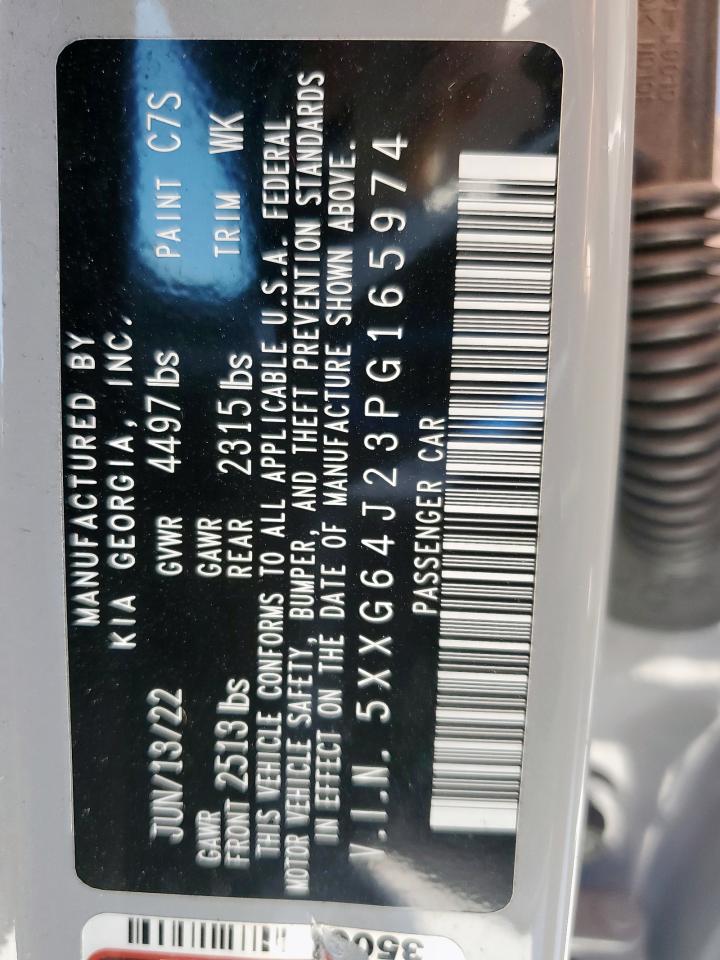 MANUFACTURED BY
KIA GEORGIA, INC.
JUN/13/22 GVWR 4497 lbs PAINT C7S
GAWR GAWR
FRONT 2513 lbs REAR 2315 lbs TRIM WK
THIS VEHICLE CONFORMS TO ALL APPLICABLE U.S.A. FEDERAL
MOTOR VEHICLE SAFETY, BUMPER, AND THEFT PREVENTION STANDARDS
IN EFFECT ON THE DATE OF MANUFACTURE SHOWN ABOVE.
V.I.N. 5XXG64J23PG165974
PASSENGER CAR